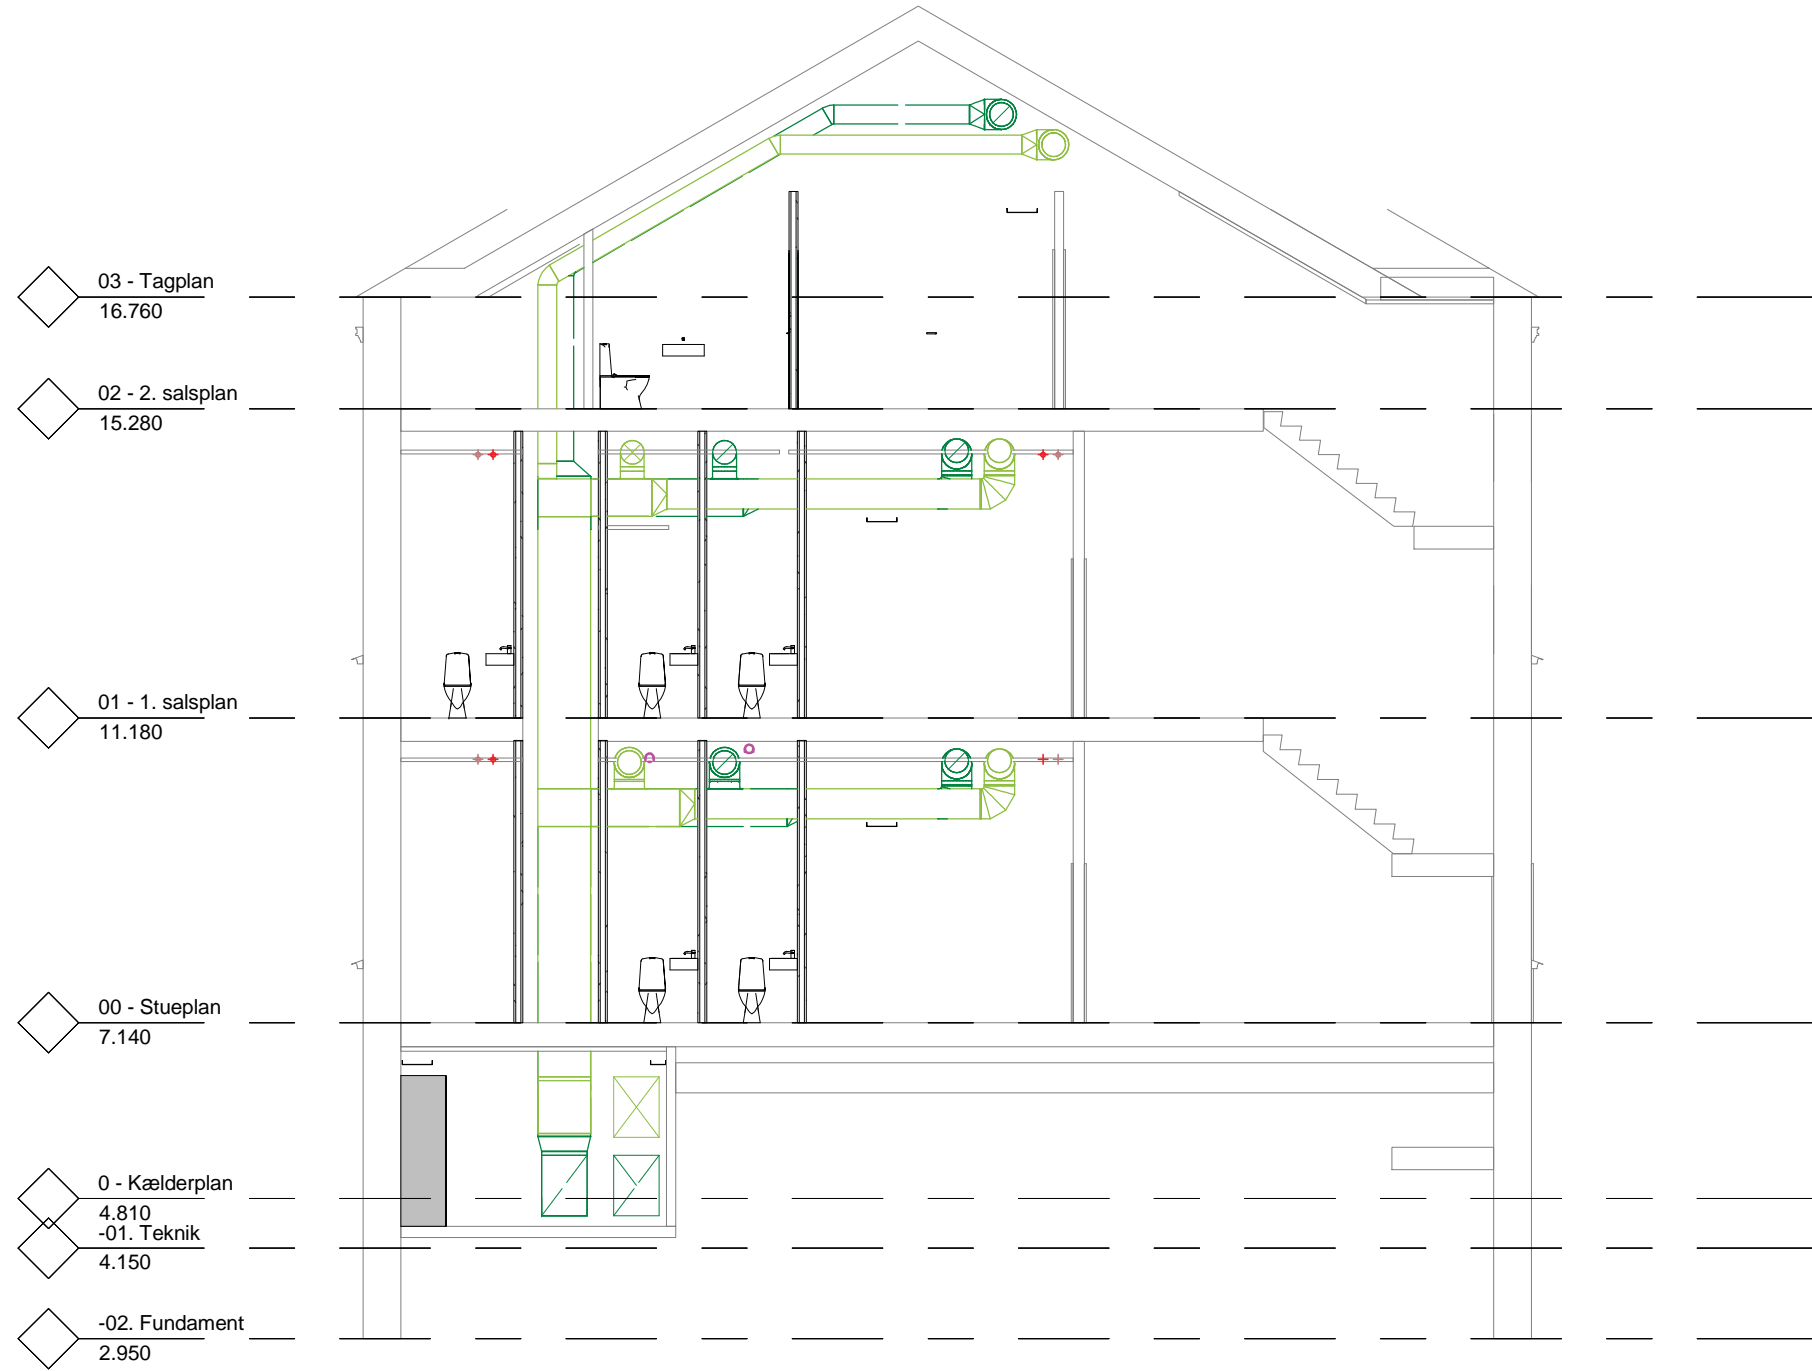 03 - Tagplan
16.760
02 - 2. salsplan
15.280
01 - 1. salsplan
11.180
00 - Stueplan
7.140
0 - Kælderplan
4.810
-01. Teknik
4.150
-02. Fundament
2.950